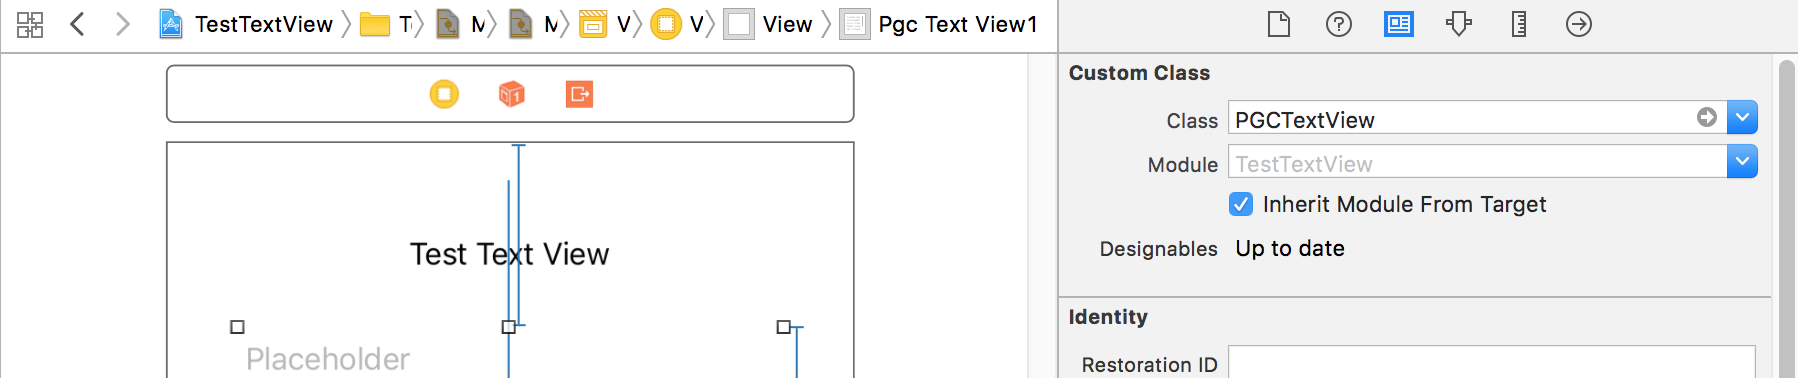 TestTextView T M M V V View Pgc Text View1
Test Text View
Placeholder
Custom Class
Class PGCTextView
Module TestTextView
Inherit Module From Target
Designables Up to date
Identity
Restoration ID